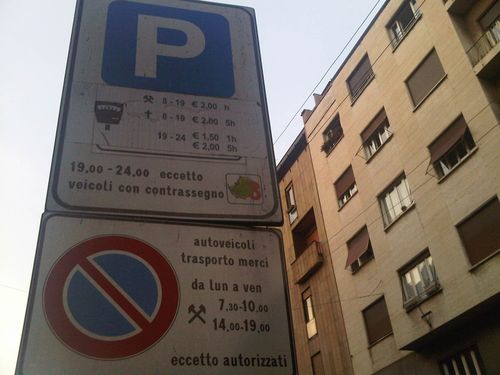 P
8 - 19 € 2,00 h
8 - 19 € 2,00 5h
19 - 24 € 1,50 1h
€ 2,00 5h
19.00 - 24.00 eccetto
veicoli con contrassegno
autoveicoli
trasporto merci
da lun a ven
7.30-10.00
14.00-19.00
eccetto autorizzati